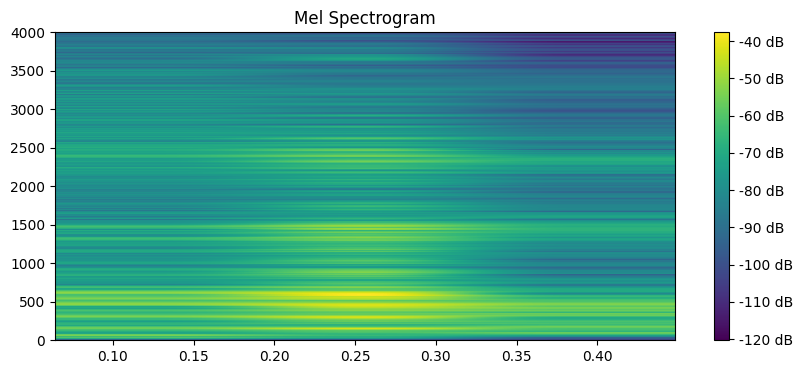 Mel Spectrogram
4000
3500
3000
2500
2000
1500
1000
500
0
0.10 0.15 0.20 0.25 0.30 0.35 0.40
-40 dB
-50 dB
-60 dB
-70 dB
-80 dB
-90 dB
-100 dB
-110 dB
-120 dB